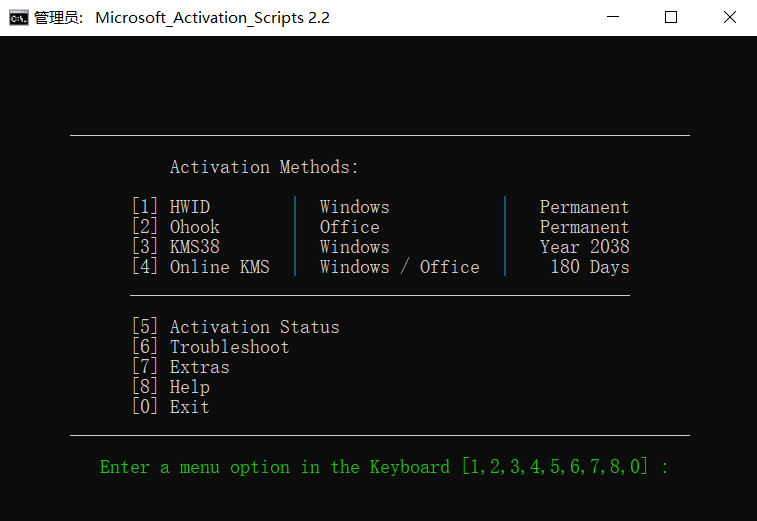 管理员: Microsoft_Activation_Scripts 2.2
Activation Methods:
[1] HWID Windows Permanent
[2] Ohook Office Permanent
[3] KMS38 Windows Year 2038
[4] Online KMS Windows / Office 180 Days
[5] Activation Status
[6] Troubleshoot
[7] Extras
[8] Help
[0] Exit
Enter a menu option in the Keyboard [1,2,3,4,5,6,7,8,0] :